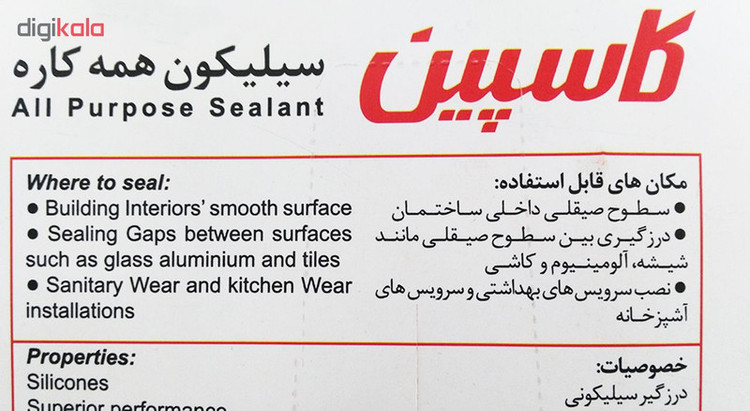 digikala
کاسپین
سیلیکون همه کاره
All Purpose Sealant
Where to seal:
● Building Interiors' smooth surface
● Sealing Gaps between surfaces
such as glass aluminium and tiles
● Sanitary Wear and kitchen Wear
installations
مکان های قابل استفاده:
● سطوح صیقلی داخلی ساختمان
● درزگیری بین سطوح صیقلی مانند
شیشه، آلومینیوم و کاشی
● نصب سرویس های بهداشتی و سرویس های
آشپزخانه
Properties:
Silicones
Superior performance
خصوصیات:
درزگیر سیلیکونی